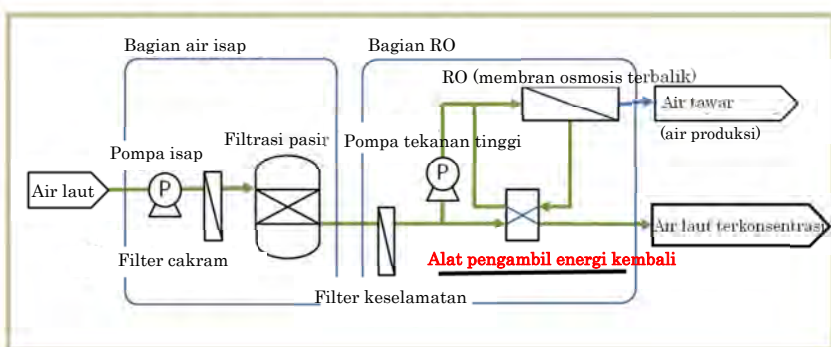 Bagian air isap
Bagian RO
RO (membran osmosis terbalik)
Air tawar
(air produksi)
Filtrasi pasir
Pompa tekanan tinggi
Pompa isap
P
P
Air laut
Air laut terkonsentrasi
Filter cakram
Alat pengambil energi kembali
Filter keselamatan